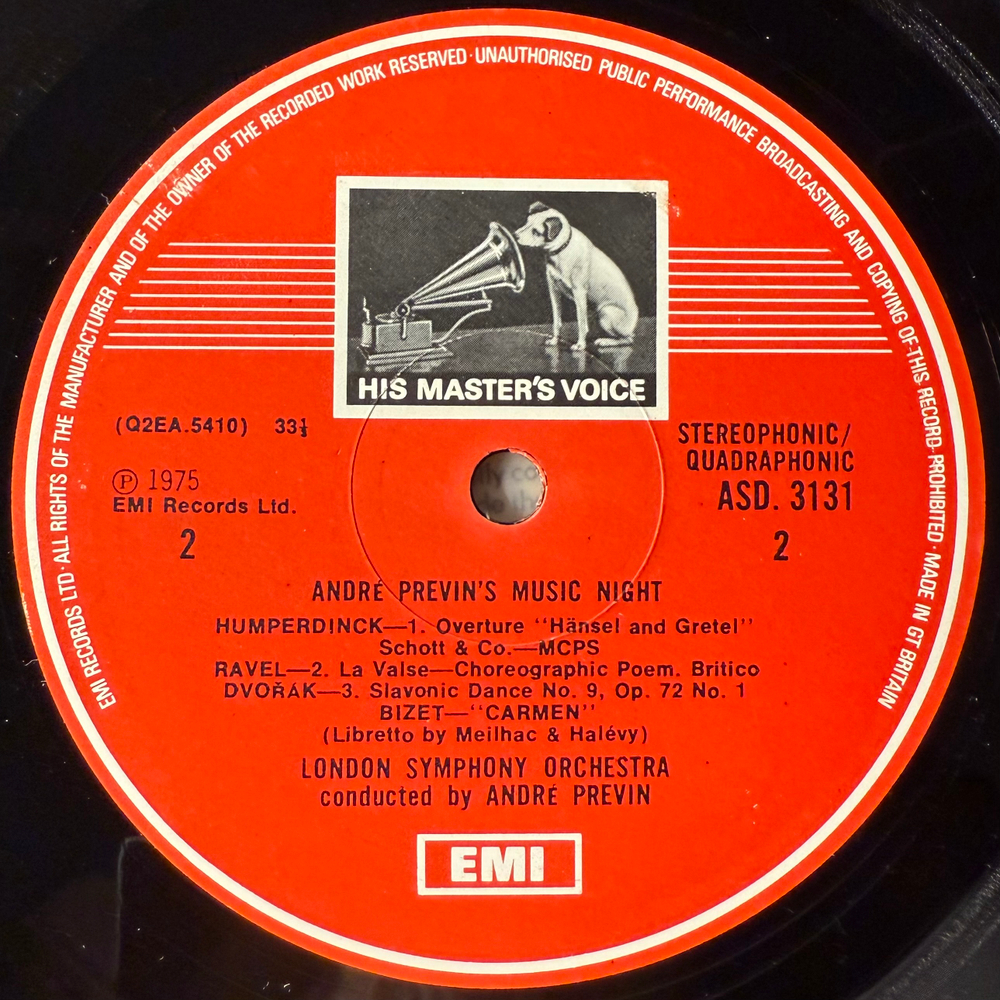 EMI RECORDS LTD · ALL RIGHTS OF THE MANUFACTURER AND OF THE OWNER OF THE RECORDED WORK RESERVED · UNAUTHORISED PUBLIC PERFORMANCE BROADCASTING AND COPYING OF THIS RECORD PROHIBITED · MADE IN GT BRITAIN
HIS MASTER'S VOICE
(Q2EA.5410) 33⅓
STEREOPHONIC/
QUADRAPHONIC
℗ 1975
EMI Records Ltd.
ASD. 3131
2
2
ANDRÉ PREVIN'S MUSIC NIGHT
HUMPERDINCK—1. Overture "Hänsel and Gretel"
Schott & Co.—MCPS
RAVEL—2. La Valse—Choreographic Poem. Britico
DVOŘÁK—3. Slavonic Dance No. 9, Op. 72 No. 1
BIZET—"CARMEN"
(Libretto by Meilhac & Halévy)
LONDON SYMPHONY ORCHESTRA
conducted by ANDRÉ PREVIN
EMI